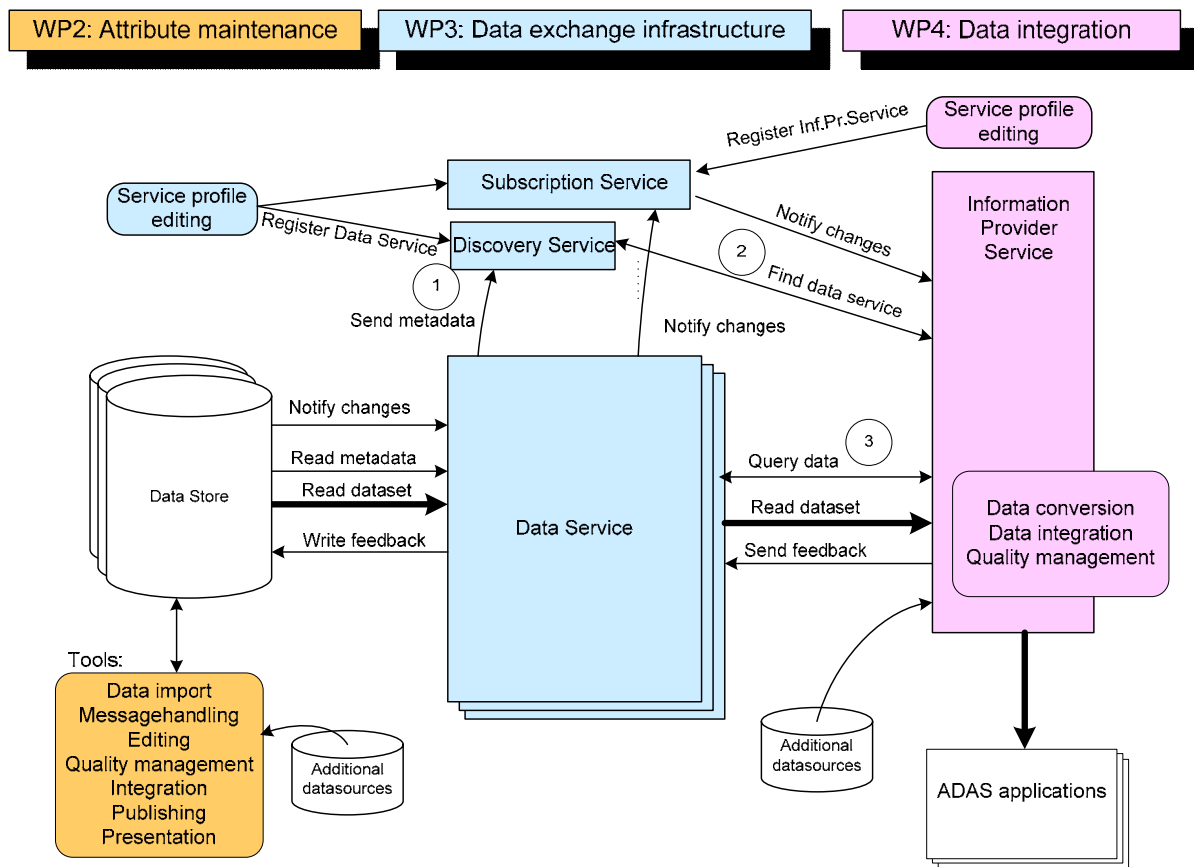 WP2: Attribute maintenance
WP3: Data exchange infrastructure
WP4: Data integration
Service profile
editing
Register Inf.Pr.Service
Subscription Service
Service profile
editing
Register Data Service
Discovery Service
Information
Provider
Service
Notify changes
2
Find data service
1
Send metadata
Notify changes
Notify changes
Read metadata
Read dataset
Write feedback
Data Store
Data Service
3
Query data
Read dataset
Send feedback
Data conversion
Data integration
Quality management
Tools:
Data import
Messagehandling
Editing
Quality management
Integration
Publishing
Presentation
Additional
datasources
Additional
datasources
ADAS applications